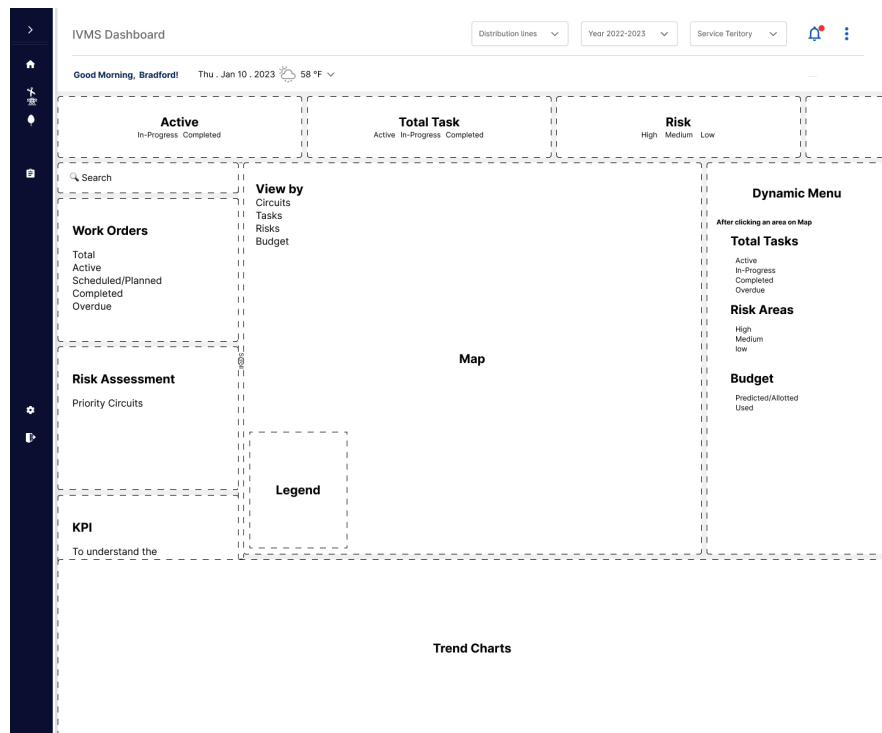 IVMS Dashboard
Distribution lines
Year 2022-2023
Service Teritory
Good Morning, Bradford!
Thu . Jan 10 . 2023
58 °F
Active
In-Progress Completed
Total Task
Active In-Progress Completed
Risk
High Medium Low
Search
Work Orders
Total
Active
Scheduled/Planned
Completed
Overdue
Risk Assessment
Priority Circuits
KPI
To understand the
View by
Circuits
Tasks
Risks
Budget
Map
Legend
Dynamic Menu
After clicking an area on Map
Total Tasks
Active
In-Progress
Completed
Overdue
Risk Areas
High
Medium
low
Budget
Predicted/Allotted
Used
Trend Charts